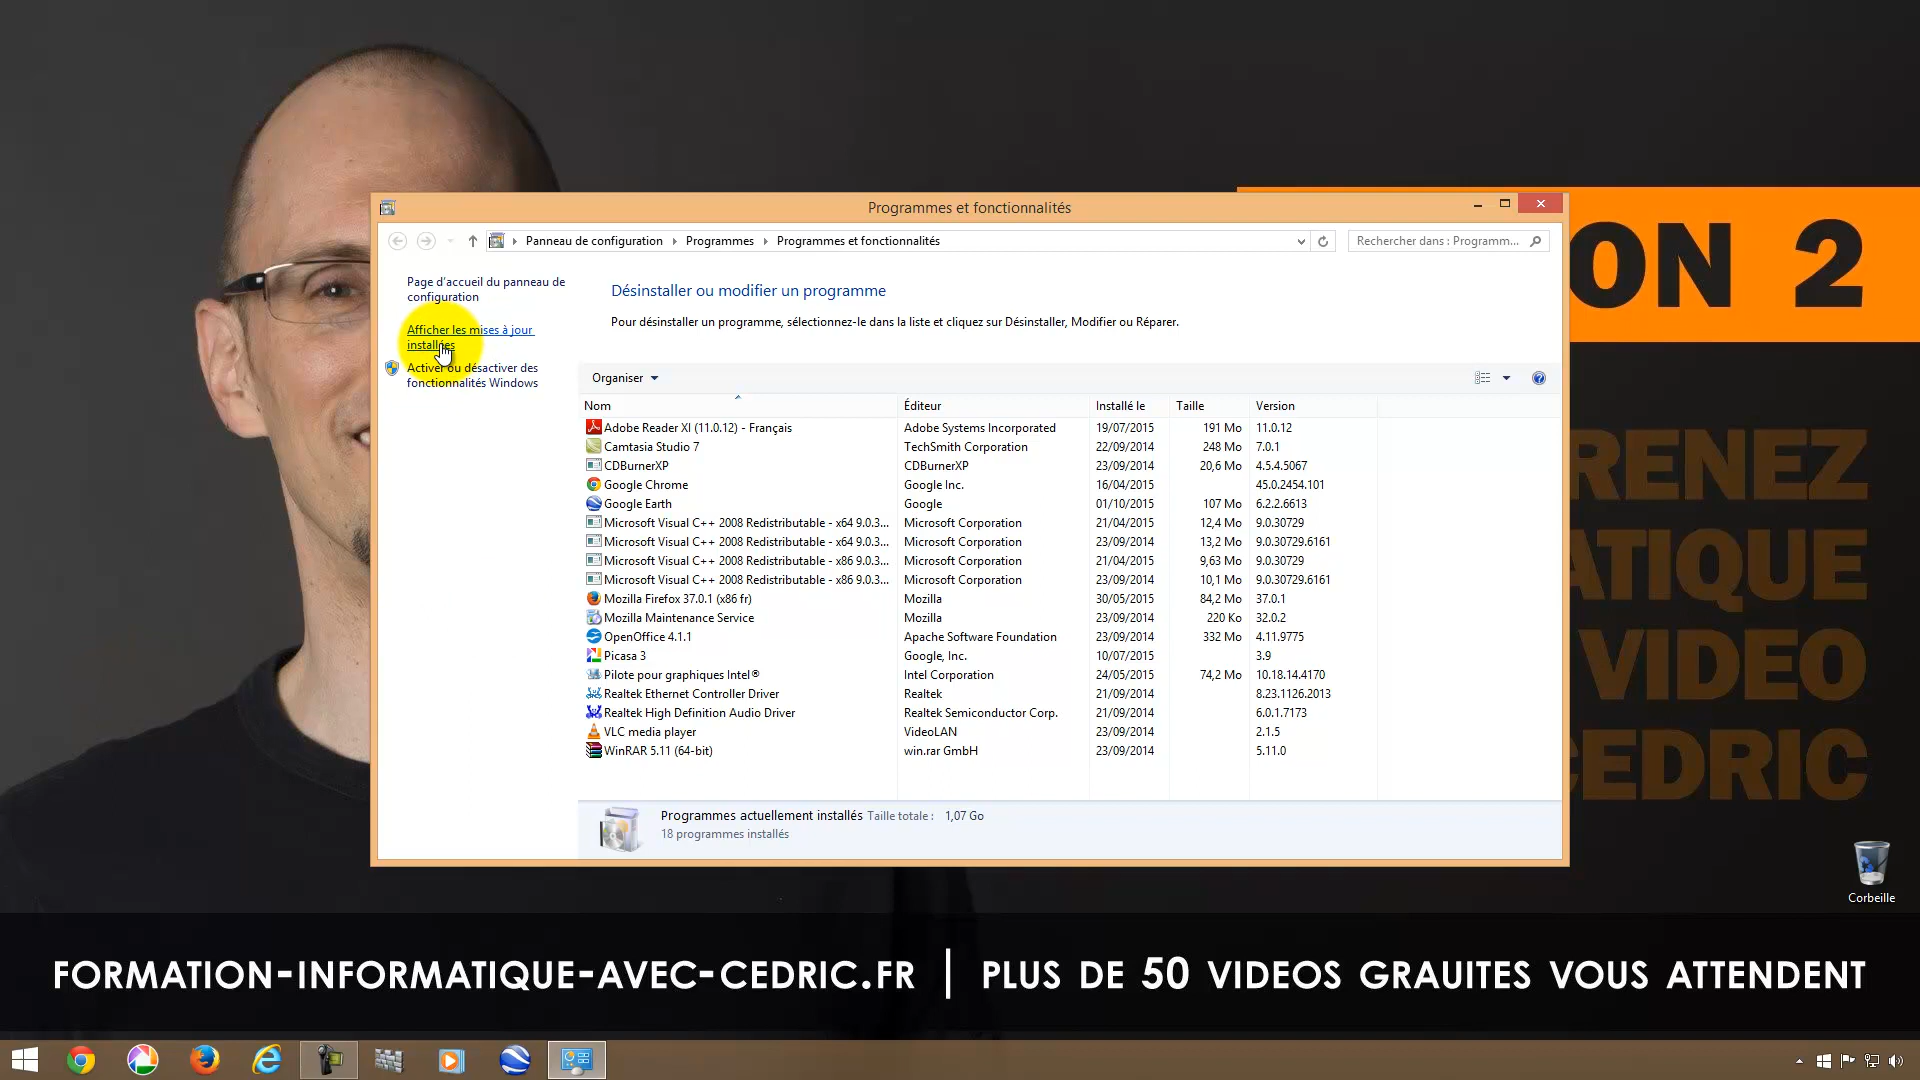 Programmes et fonctionnalités
Panneau de configuration Programmes Programmes et fonctionnalités
Rechercher dans : Programm...
Page d'accueil du panneau de
configuration
Afficher les mises à jour
installées
Activer ou désactiver des
fonctionnalités Windows
Désinstaller ou modifier un programme
Pour désinstaller un programme, sélectionnez-le dans la liste et cliquez sur Désinstaller, Modifier ou Réparer.
Organiser
Nom Éditeur Installé le Taille Version
Adobe Reader XI (11.0.12) - Français Adobe Systems Incorporated 19/07/2015 191 Mo 11.0.12
Camtasia Studio 7 TechSmith Corporation 22/09/2014 248 Mo 7.0.1
CDBurnerXP CDBurnerXP 23/09/2014 20,6 Mo 4.5.4.5067
Google Chrome Google Inc. 16/04/2015 45.0.2454.101
Google Earth Google 01/10/2015 107 Mo 6.2.2.6613
Microsoft Visual C++ 2008 Redistributable - x64 9.0.3... Microsoft Corporation 21/04/2015 12,4 Mo 9.0.30729
Microsoft Visual C++ 2008 Redistributable - x64 9.0.3... Microsoft Corporation 23/09/2014 13,2 Mo 9.0.30729.6161
Microsoft Visual C++ 2008 Redistributable - x86 9.0.3... Microsoft Corporation 21/04/2015 9,63 Mo 9.0.30729
Microsoft Visual C++ 2008 Redistributable - x86 9.0.3... Microsoft Corporation 23/09/2014 10,1 Mo 9.0.30729.6161
Mozilla Firefox 37.0.1 (x86 fr) Mozilla 30/05/2015 84,2 Mo 37.0.1
Mozilla Maintenance Service Mozilla 23/09/2014 220 Ko 32.0.2
OpenOffice 4.1.1 Apache Software Foundation 23/09/2014 332 Mo 4.11.9775
Picasa 3 Google, Inc. 10/07/2015 3.9
Pilote pour graphiques Intel® Intel Corporation 24/05/2015 74,2 Mo 10.18.14.4170
Realtek Ethernet Controller Driver Realtek 21/09/2014 8.23.1126.2013
Realtek High Definition Audio Driver Realtek Semiconductor Corp. 21/09/2014 6.0.1.7173
VLC media player VideoLAN 23/09/2014 2.1.5
WinRAR 5.11 (64-bit) win.rar GmbH 23/09/2014 5.11.0
Programmes actuellement installés Taille totale : 1,07 Go
18 programmes installés
ON 2
RENEZ
ATIQUE
VIDEO
CEDRIC
Corbeille
FORMATION-INFORMATIQUE-AVEC-CEDRIC.FR | PLUS DE 50 VIDEOS GRAUITES VOUS ATTENDENT